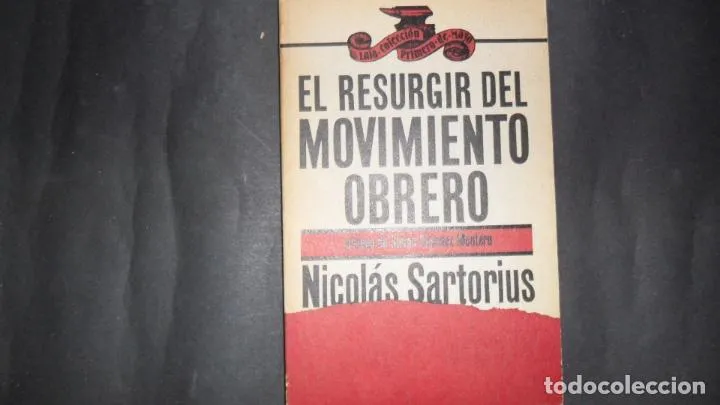 Laia · colección
Primero · de · Mayo
EL RESURGIR DEL
MOVIMIENTO
OBRERO
Nicolás Sartorius
todocoleccion